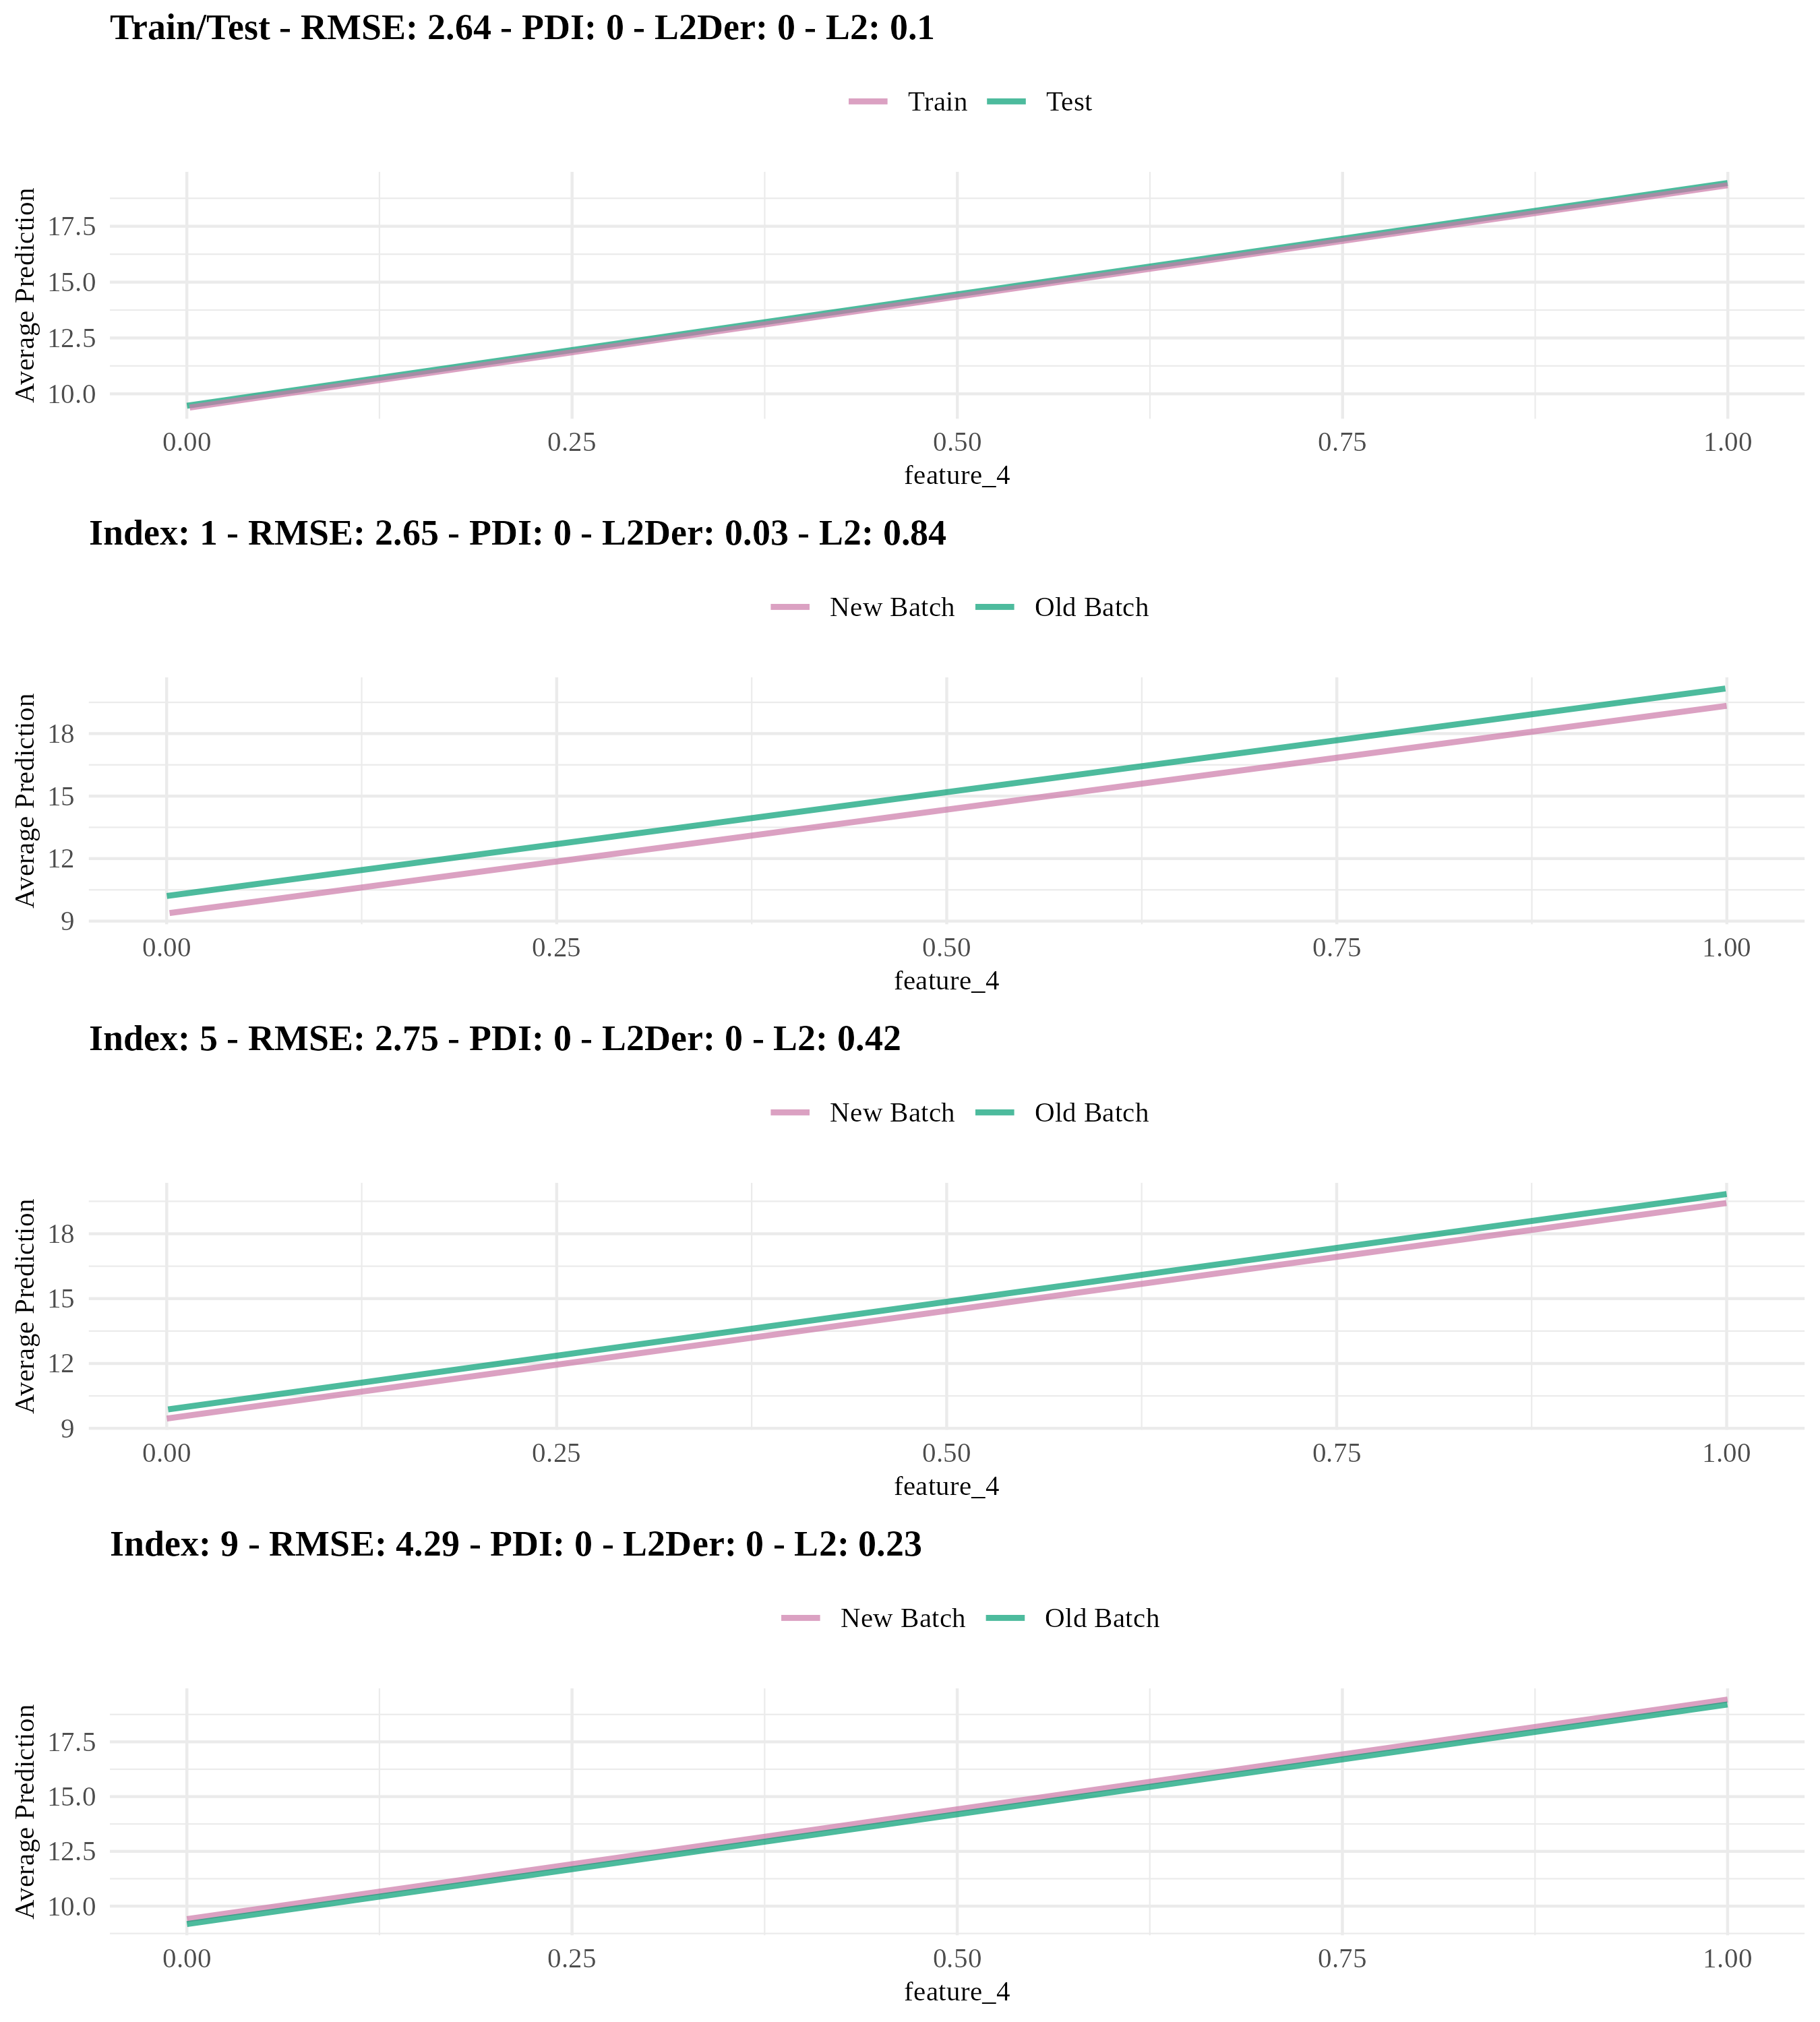 Train/Test - RMSE: 2.64 - PDI: 0 - L2Der: 0 - L2: 0.1
Train Test
Average Prediction
17.5
15.0
12.5
10.0
0.00 0.25 0.50 0.75 1.00
feature_4
Index: 1 - RMSE: 2.65 - PDI: 0 - L2Der: 0.03 - L2: 0.84
New Batch Old Batch
Average Prediction
18
15
12
9
0.00 0.25 0.50 0.75 1.00
feature_4
Index: 5 - RMSE: 2.75 - PDI: 0 - L2Der: 0 - L2: 0.42
New Batch Old Batch
Average Prediction
18
15
12
9
0.00 0.25 0.50 0.75 1.00
feature_4
Index: 9 - RMSE: 4.29 - PDI: 0 - L2Der: 0 - L2: 0.23
New Batch Old Batch
Average Prediction
17.5
15.0
12.5
10.0
0.00 0.25 0.50 0.75 1.00
feature_4